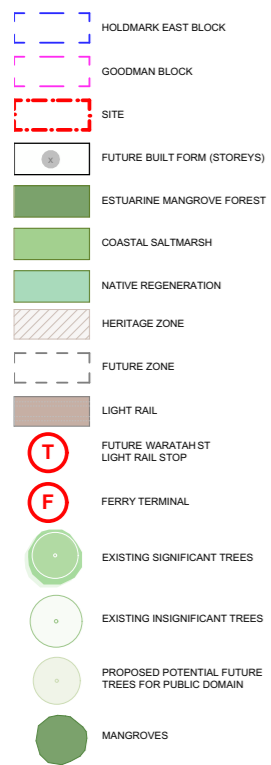 HOLDMARK EAST BLOCK
GOODMAN BLOCK
SITE
x
FUTURE BUILT FORM (STOREYS)
ESTUARINE MANGROVE FOREST
COASTAL SALTMARSH
NATIVE REGENERATION
HERITAGE ZONE
FUTURE ZONE
LIGHT RAIL
T
FUTURE WARATAH ST
LIGHT RAIL STOP
F
FERRY TERMINAL
EXISTING SIGNIFICANT TREES
EXISTING INSIGNIFICANT TREES
PROPOSED POTENTIAL FUTURE
TREES FOR PUBLIC DOMAIN
MANGROVES